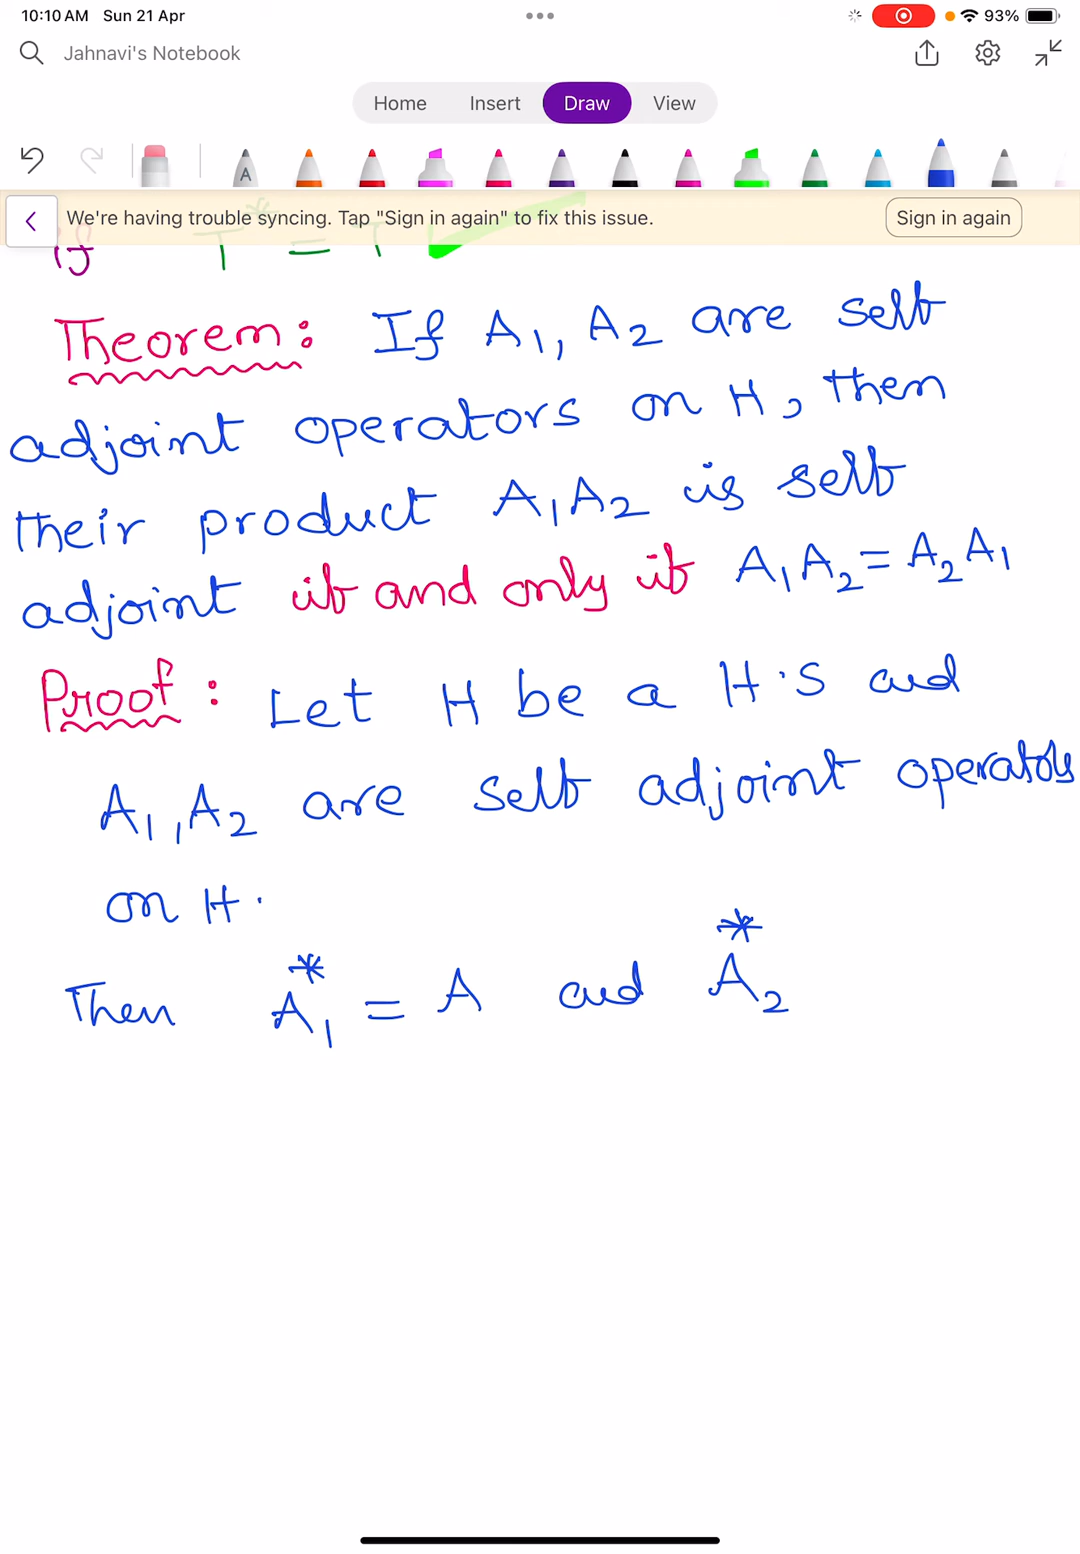 10:10 AM Sun 21 Apr
93%
Jahnavi's Notebook
Home Insert Draw View
A
We're having trouble syncing. Tap "Sign in again" to fix this issue.
Sign in again
if T* = T
Theorem: If A₁, A₂ are self
adjoint operators on H, then
their product A₁A₂ is self
adjoint if and only if A₁A₂ = A₂A₁
Proof: Let H be a H.S and
A₁, A₂ are self adjoint operators
on H.
Then A₁* = A and A₂*